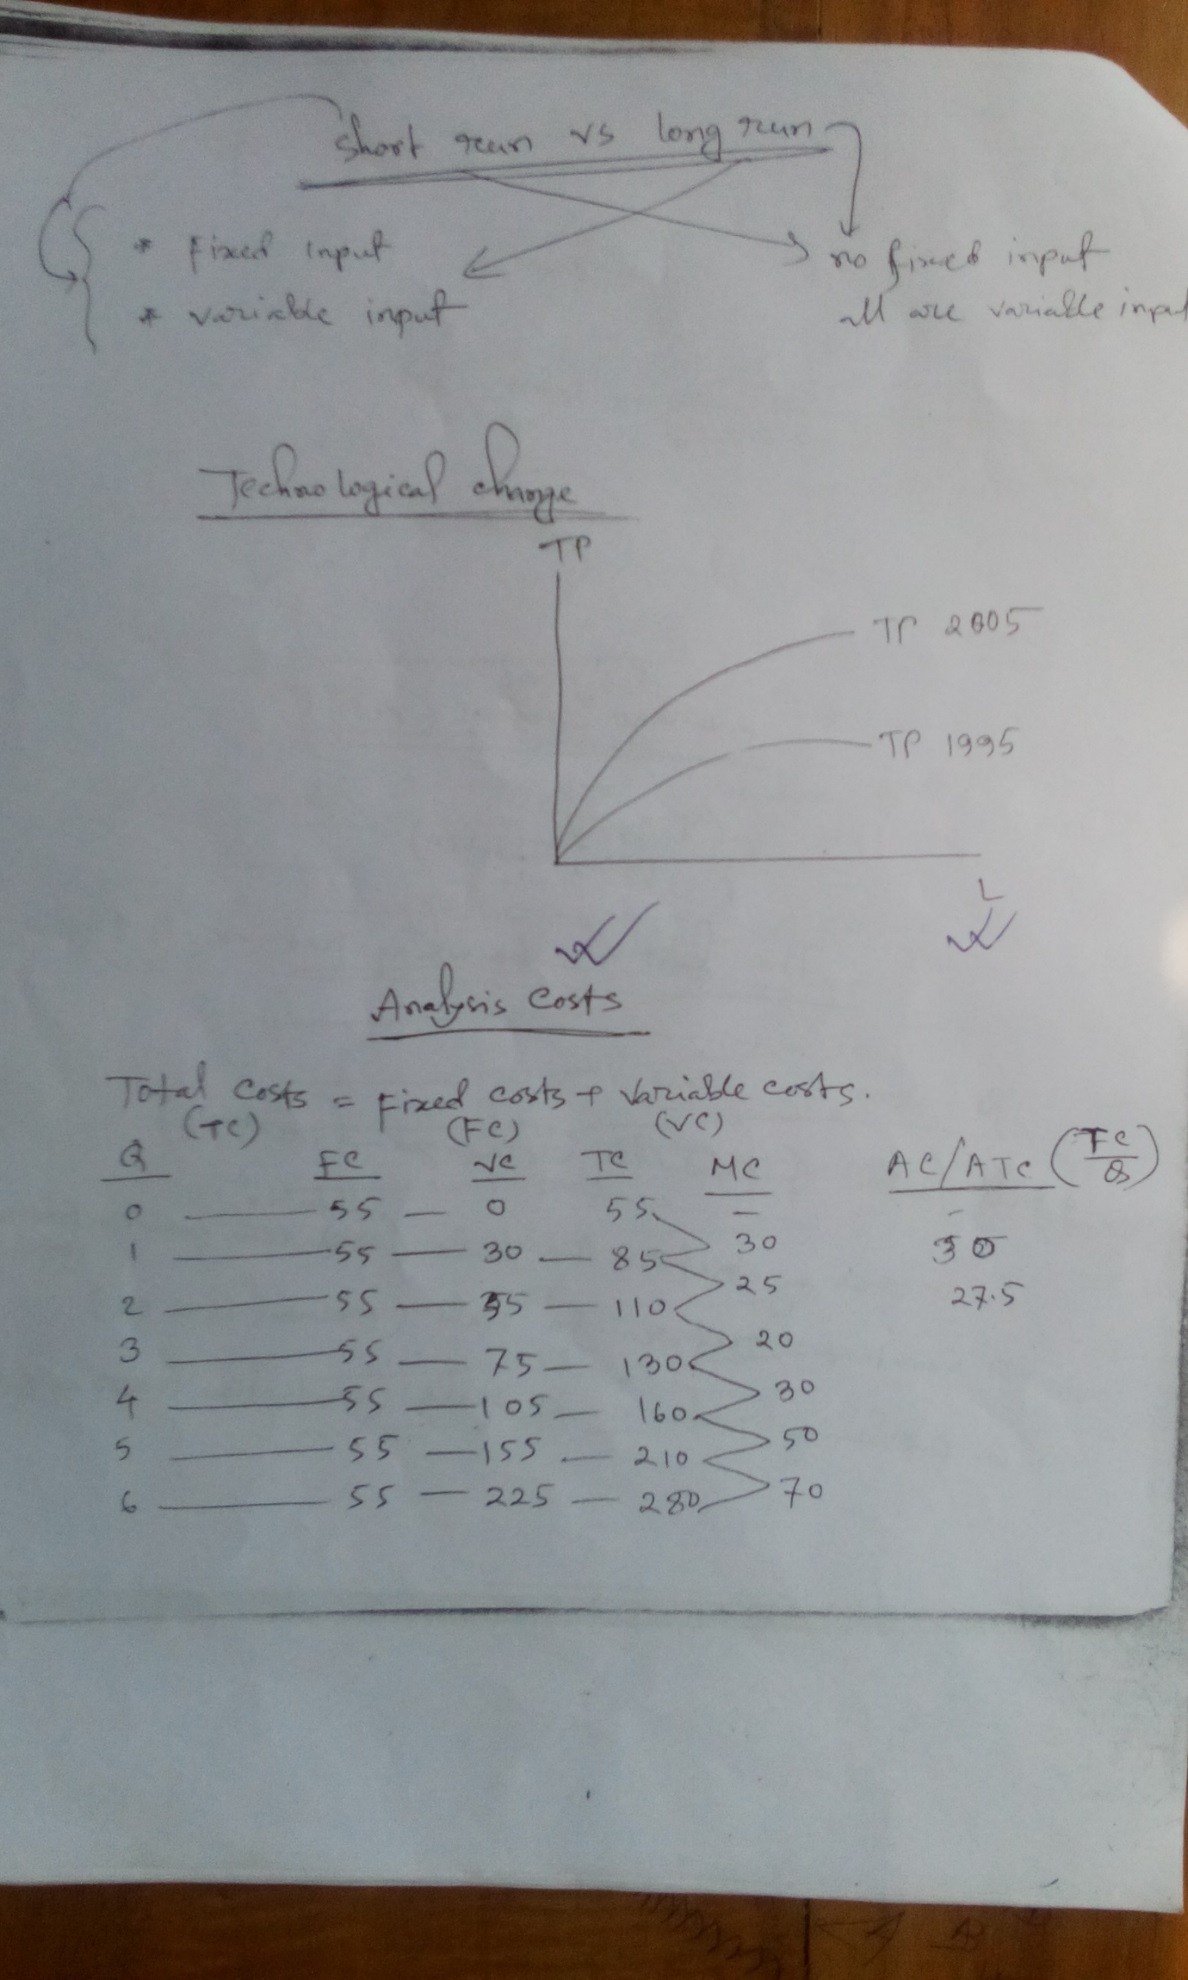 Short run vs long run
* Fixed input
* variable input
no fixed input
all are variable input
Technological change
TP
TP 2005
TP 1995
L
Analysis Costs
Total costs = Fixed costs + Variable costs.
(TC) (FC) (VC)
Q FC VC TC MC AC/ATC (TC/Q)
0 — 55 — 0 55 – –
1 — 55 — 30 — 85 30
2 — 55 — 55 — 110 25 27.5
3 — 55 — 75 — 130 20
4 — 55 — 105 — 160 30
5 — 55 — 155 — 210 50
6 — 55 — 225 — 280 70